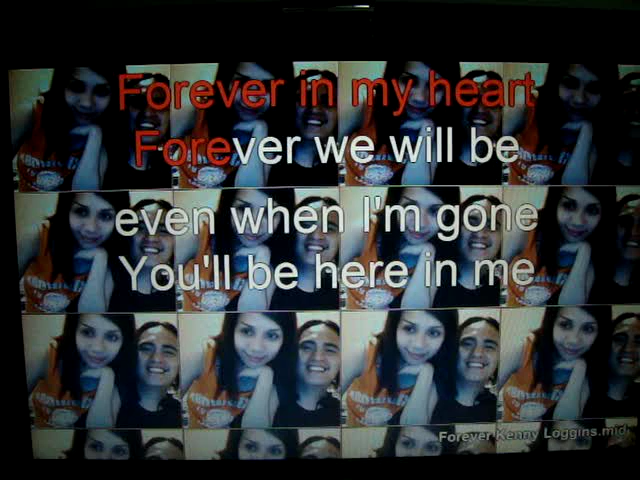 Forever in my heart
Forever we will be
even when I'm gone
You'll be here in me
Forever Kenny Loggins.mid